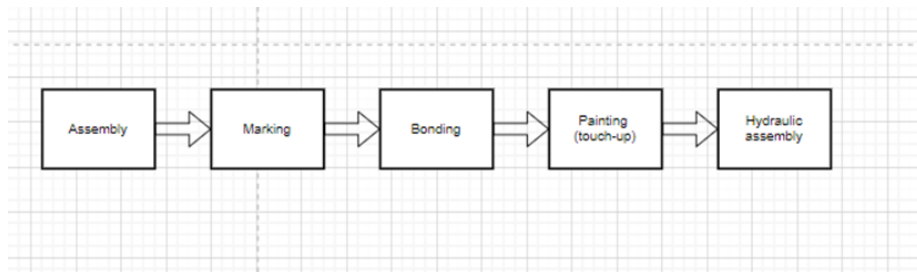 Assembly
Marking
Bonding
Painting
(touch-up)
Hydraulic
assembly